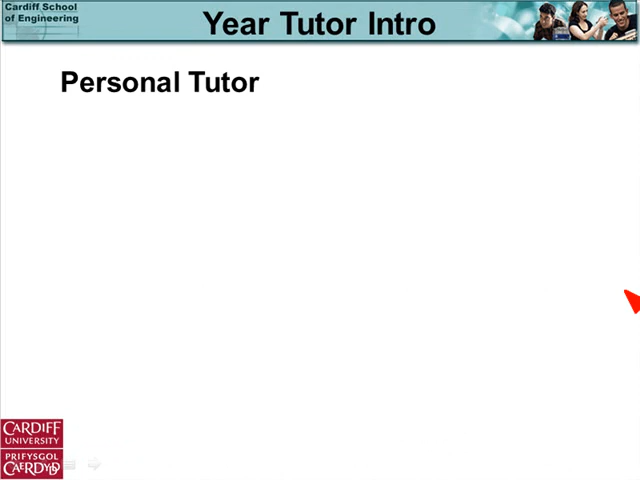 Cardiff School
of Engineering
Year Tutor Intro
Personal Tutor
CARDIFF
UNIVERSITY
PRIFYSGOL
CAERDYDD